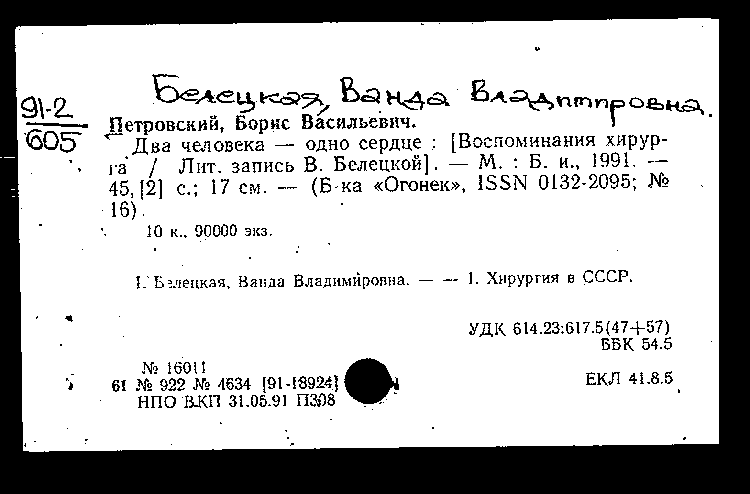 Белецкая, Ванда Владимировна.
91-2
605
Петровский, Борис Васильевич.
Два человека — одно сердце : [Воспоминания хирур-
га / Лит. запись В. Белецкой]. — М. : Б. и., 1991. —
45, [2] с.; 17 см. — (Б-ка «Огонек», ISSN 0132-2095; №
16).
10 к., 90000 экз.
1. Белецкая, Ванда Владимировна. — — 1. Хирургия в СССР.
УДК 614.23:617.5(47+57)
ББК 54.5
№ 16011
61 № 922 № 4634 [91-18924]
ЕКЛ 41.8.5
НПО ВКП 31.05.91 П308